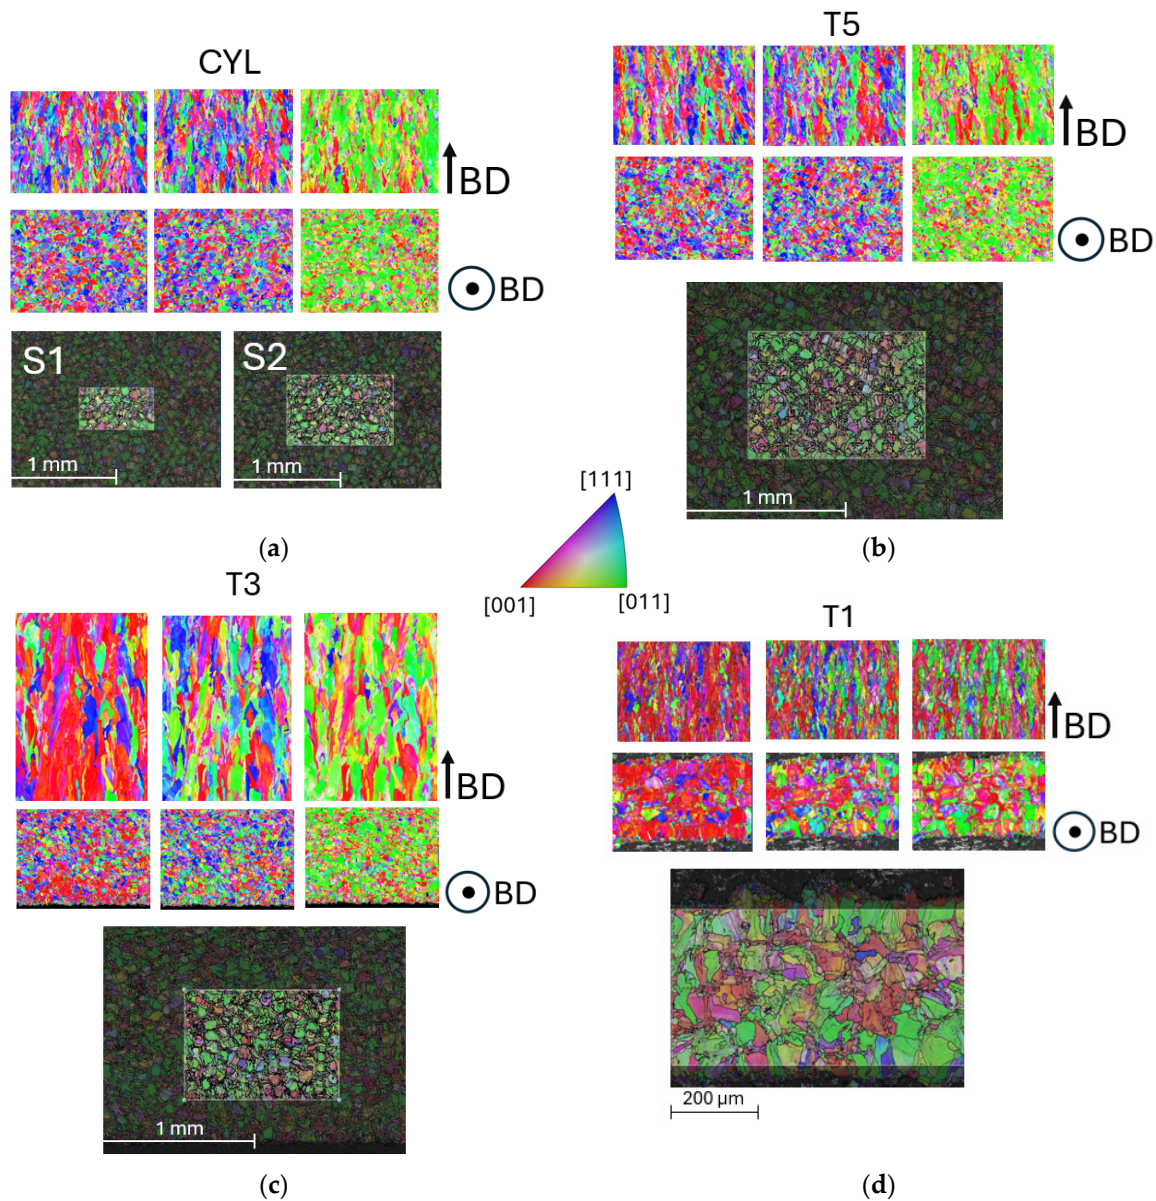 CYL
BD
BD
S1
S2
1 mm
1 mm
(a)
T5
BD
BD
1 mm
(b)
[111]
[001]
[011]
T3
BD
BD
1 mm
(c)
T1
BD
BD
200 µm
(d)